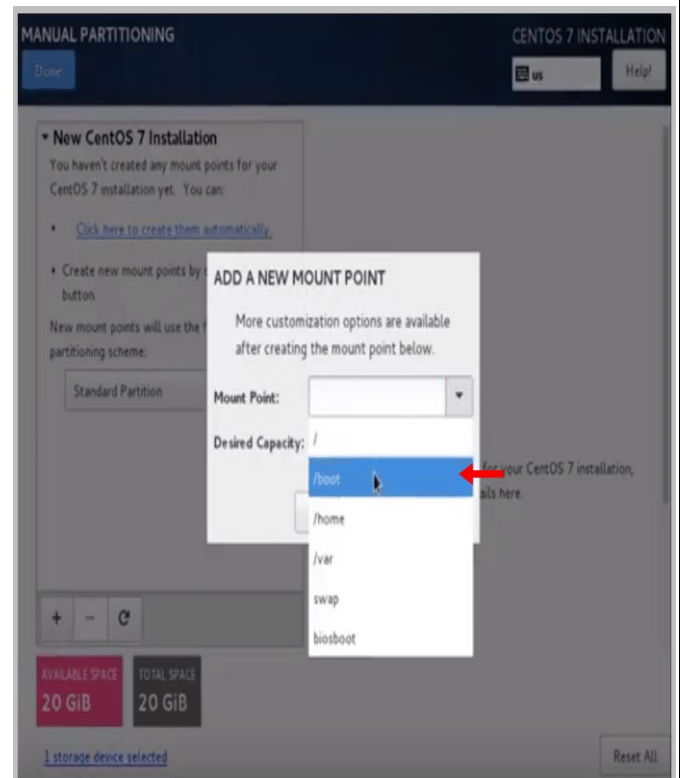 MANUAL PARTITIONING
CENTOS 7 INSTALLATION
Done
us
Help!
New CentOS 7 Installation
You haven't created any mount points for your
CentOS 7 installation yet. You can:
Click here to create them automatically.
• Create new mount points by
button.
New mount points will use the
partitioning scheme:
Standard Partition
ADD A NEW MOUNT POINT
More customization options are available
after creating the mount point below.
Mount Point:
Desired Capacity:
/
/boot
/home
/var
swap
biosboot
for your CentOS 7 installation,
here.
+ -
AVAILABLE SPACE
20 GiB
TOTAL SPACE
20 GiB
1 storage device selected
Reset All